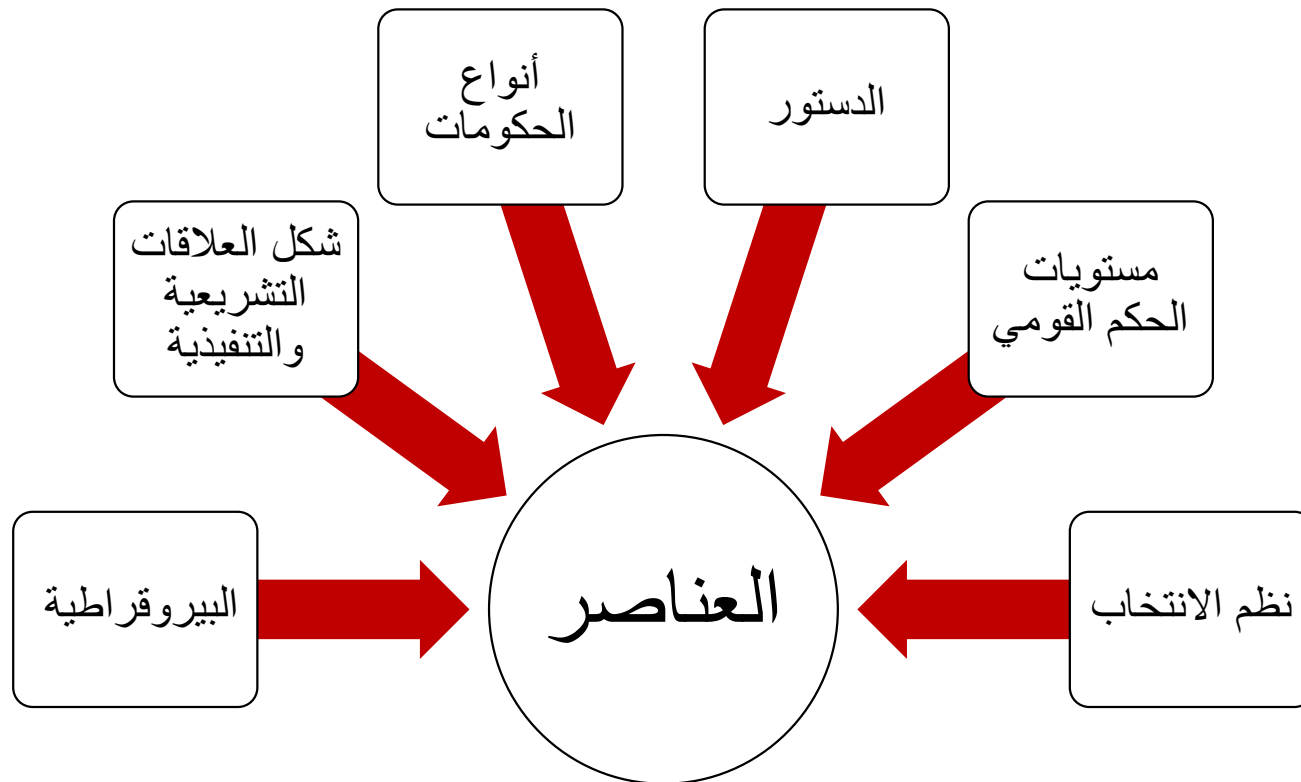 الدستور
أنواع
الحكومات
مستويات
الحكم القومي
شكل العلاقات
التشريعية
والتنفيذية
نظم الانتخاب
العناصر
البيروقراطية